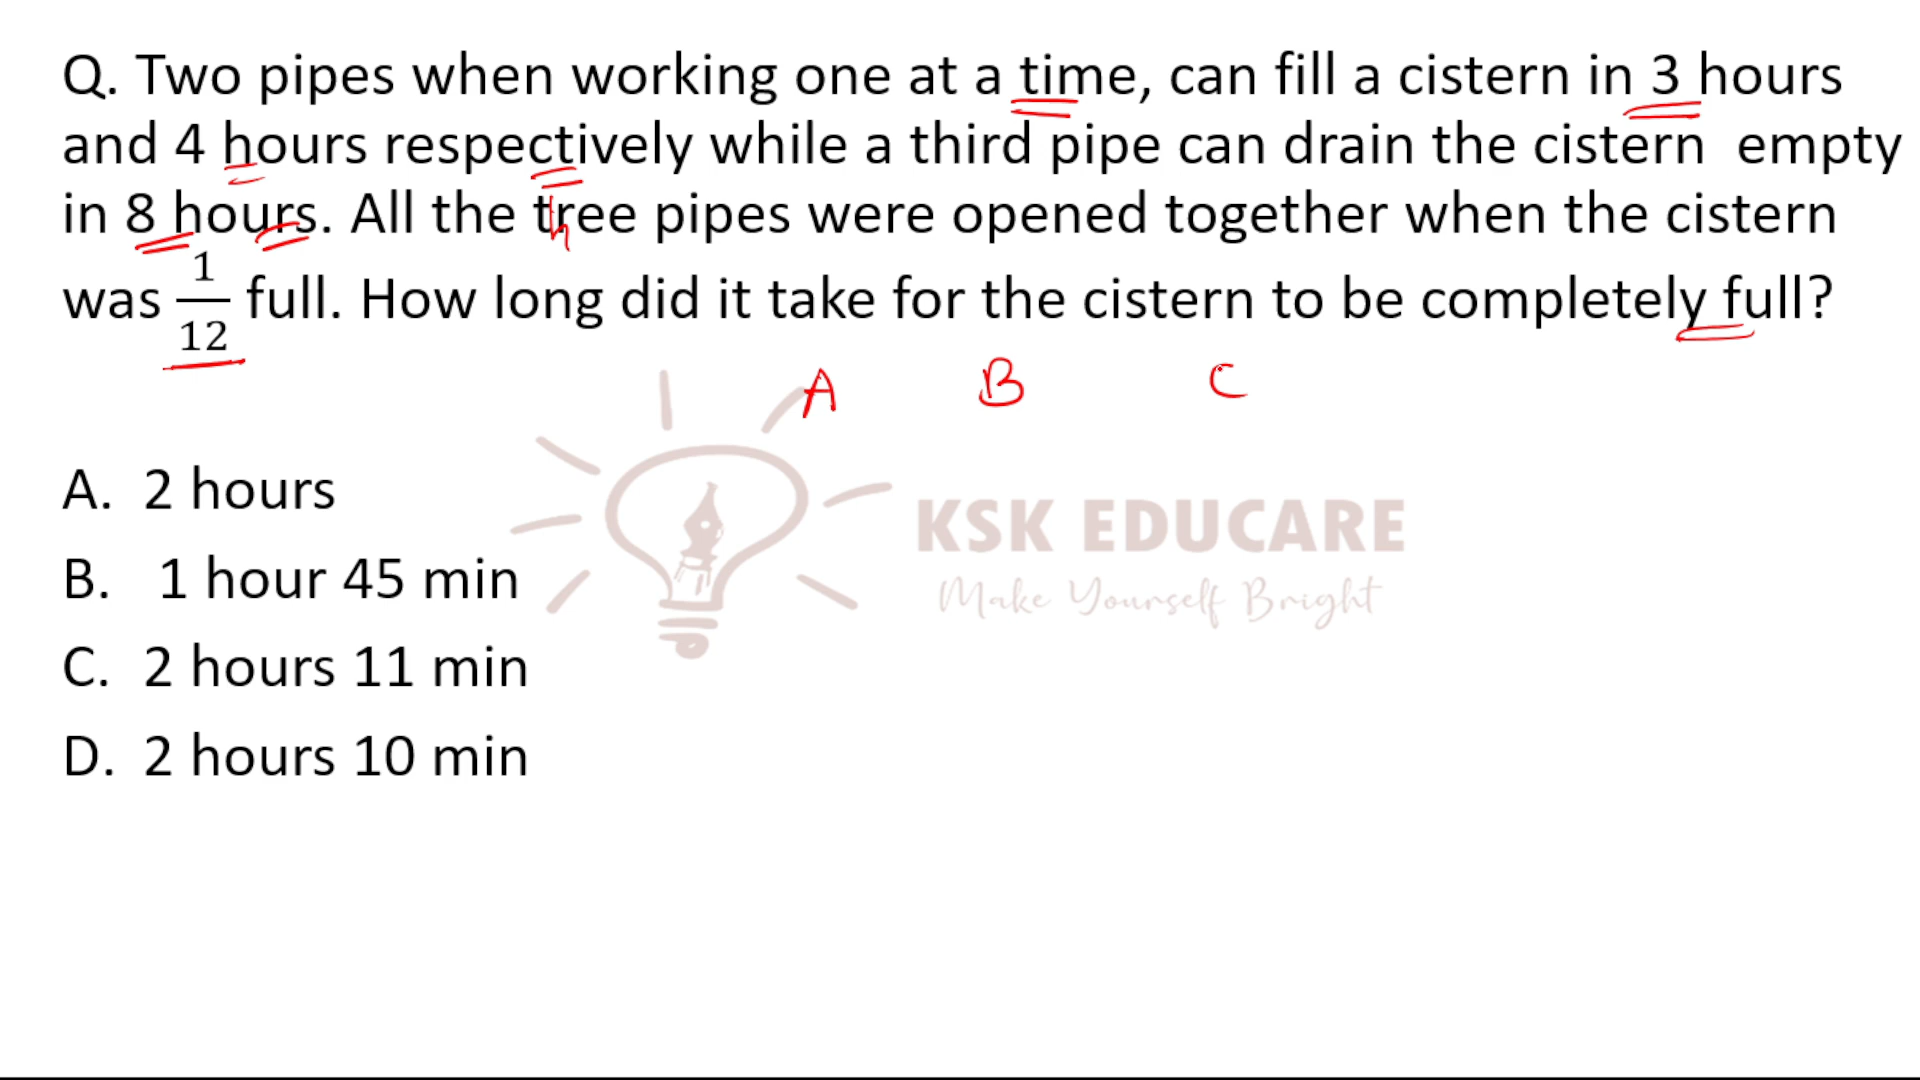 Q. Two pipes when working one at a time, can fill a cistern in 3 hours
and 4 hours respectively while a third pipe can drain the cistern empty
in 8 hours. All the three pipes were opened together when the cistern
was 1/12 full. How long did it take for the cistern to be completely full?
A B C
A. 2 hours
B. 1 hour 45 min
C. 2 hours 11 min
D. 2 hours 10 min
KSK EDUCARE
Make Yourself Bright